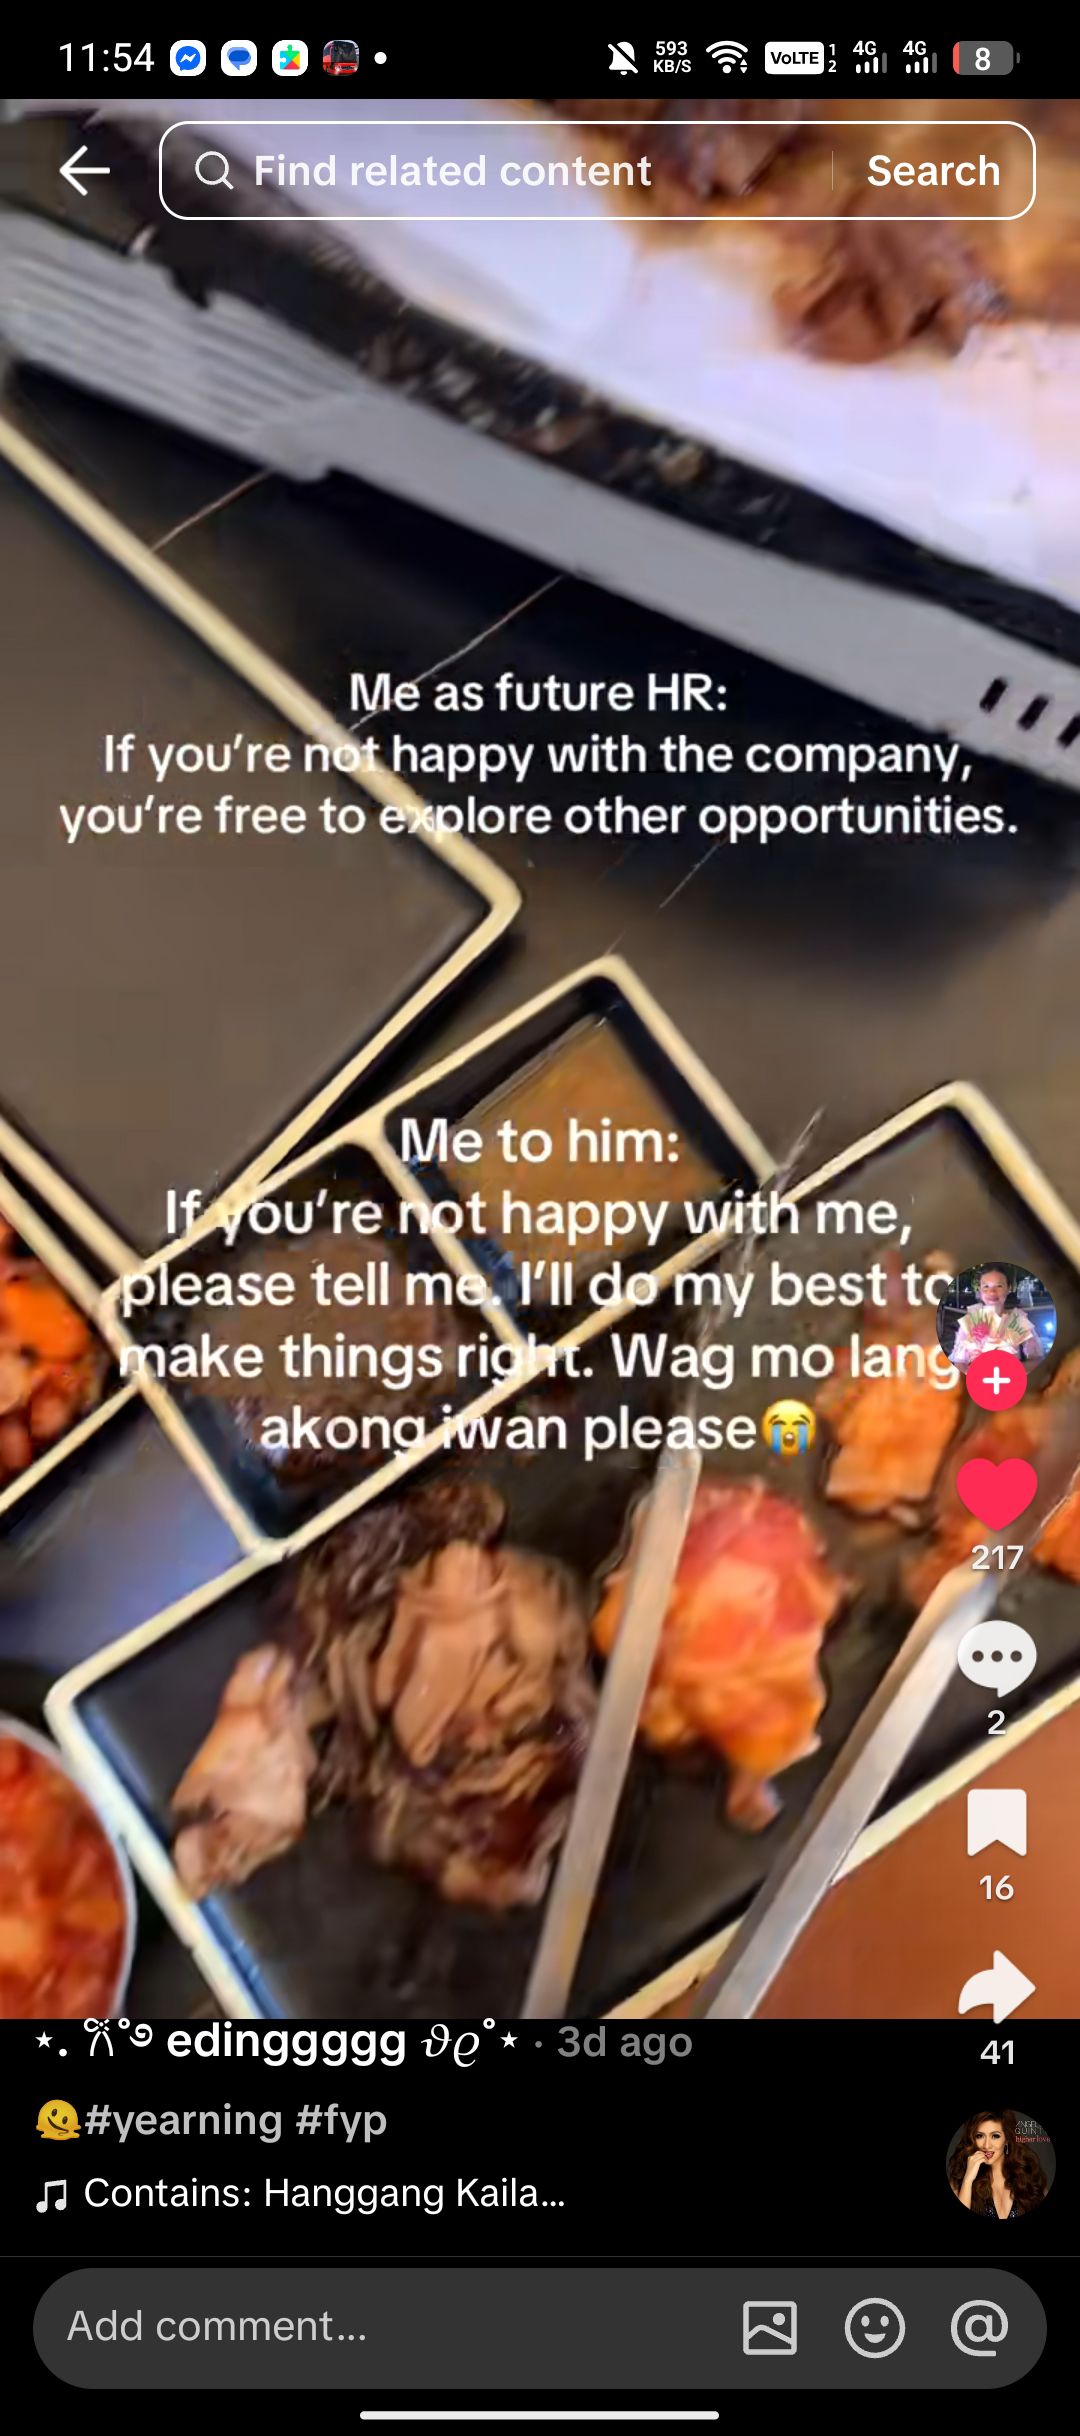 11:54
593
KB/S
VoLTE 1 2
4G
4G
8
Find related content
Search
Me as future HR:
If you’re not happy with the company,
you’re free to explore other opportunities.
Me to him:
If you’re not happy with me,
please tell me. I’ll do my best to
make things right. Wag mo lang
akong iwan please😭
217
2
16
41
edinggggg · 3d ago
🫠#yearning #fyp
Contains: Hanggang Kaila...
Add comment...